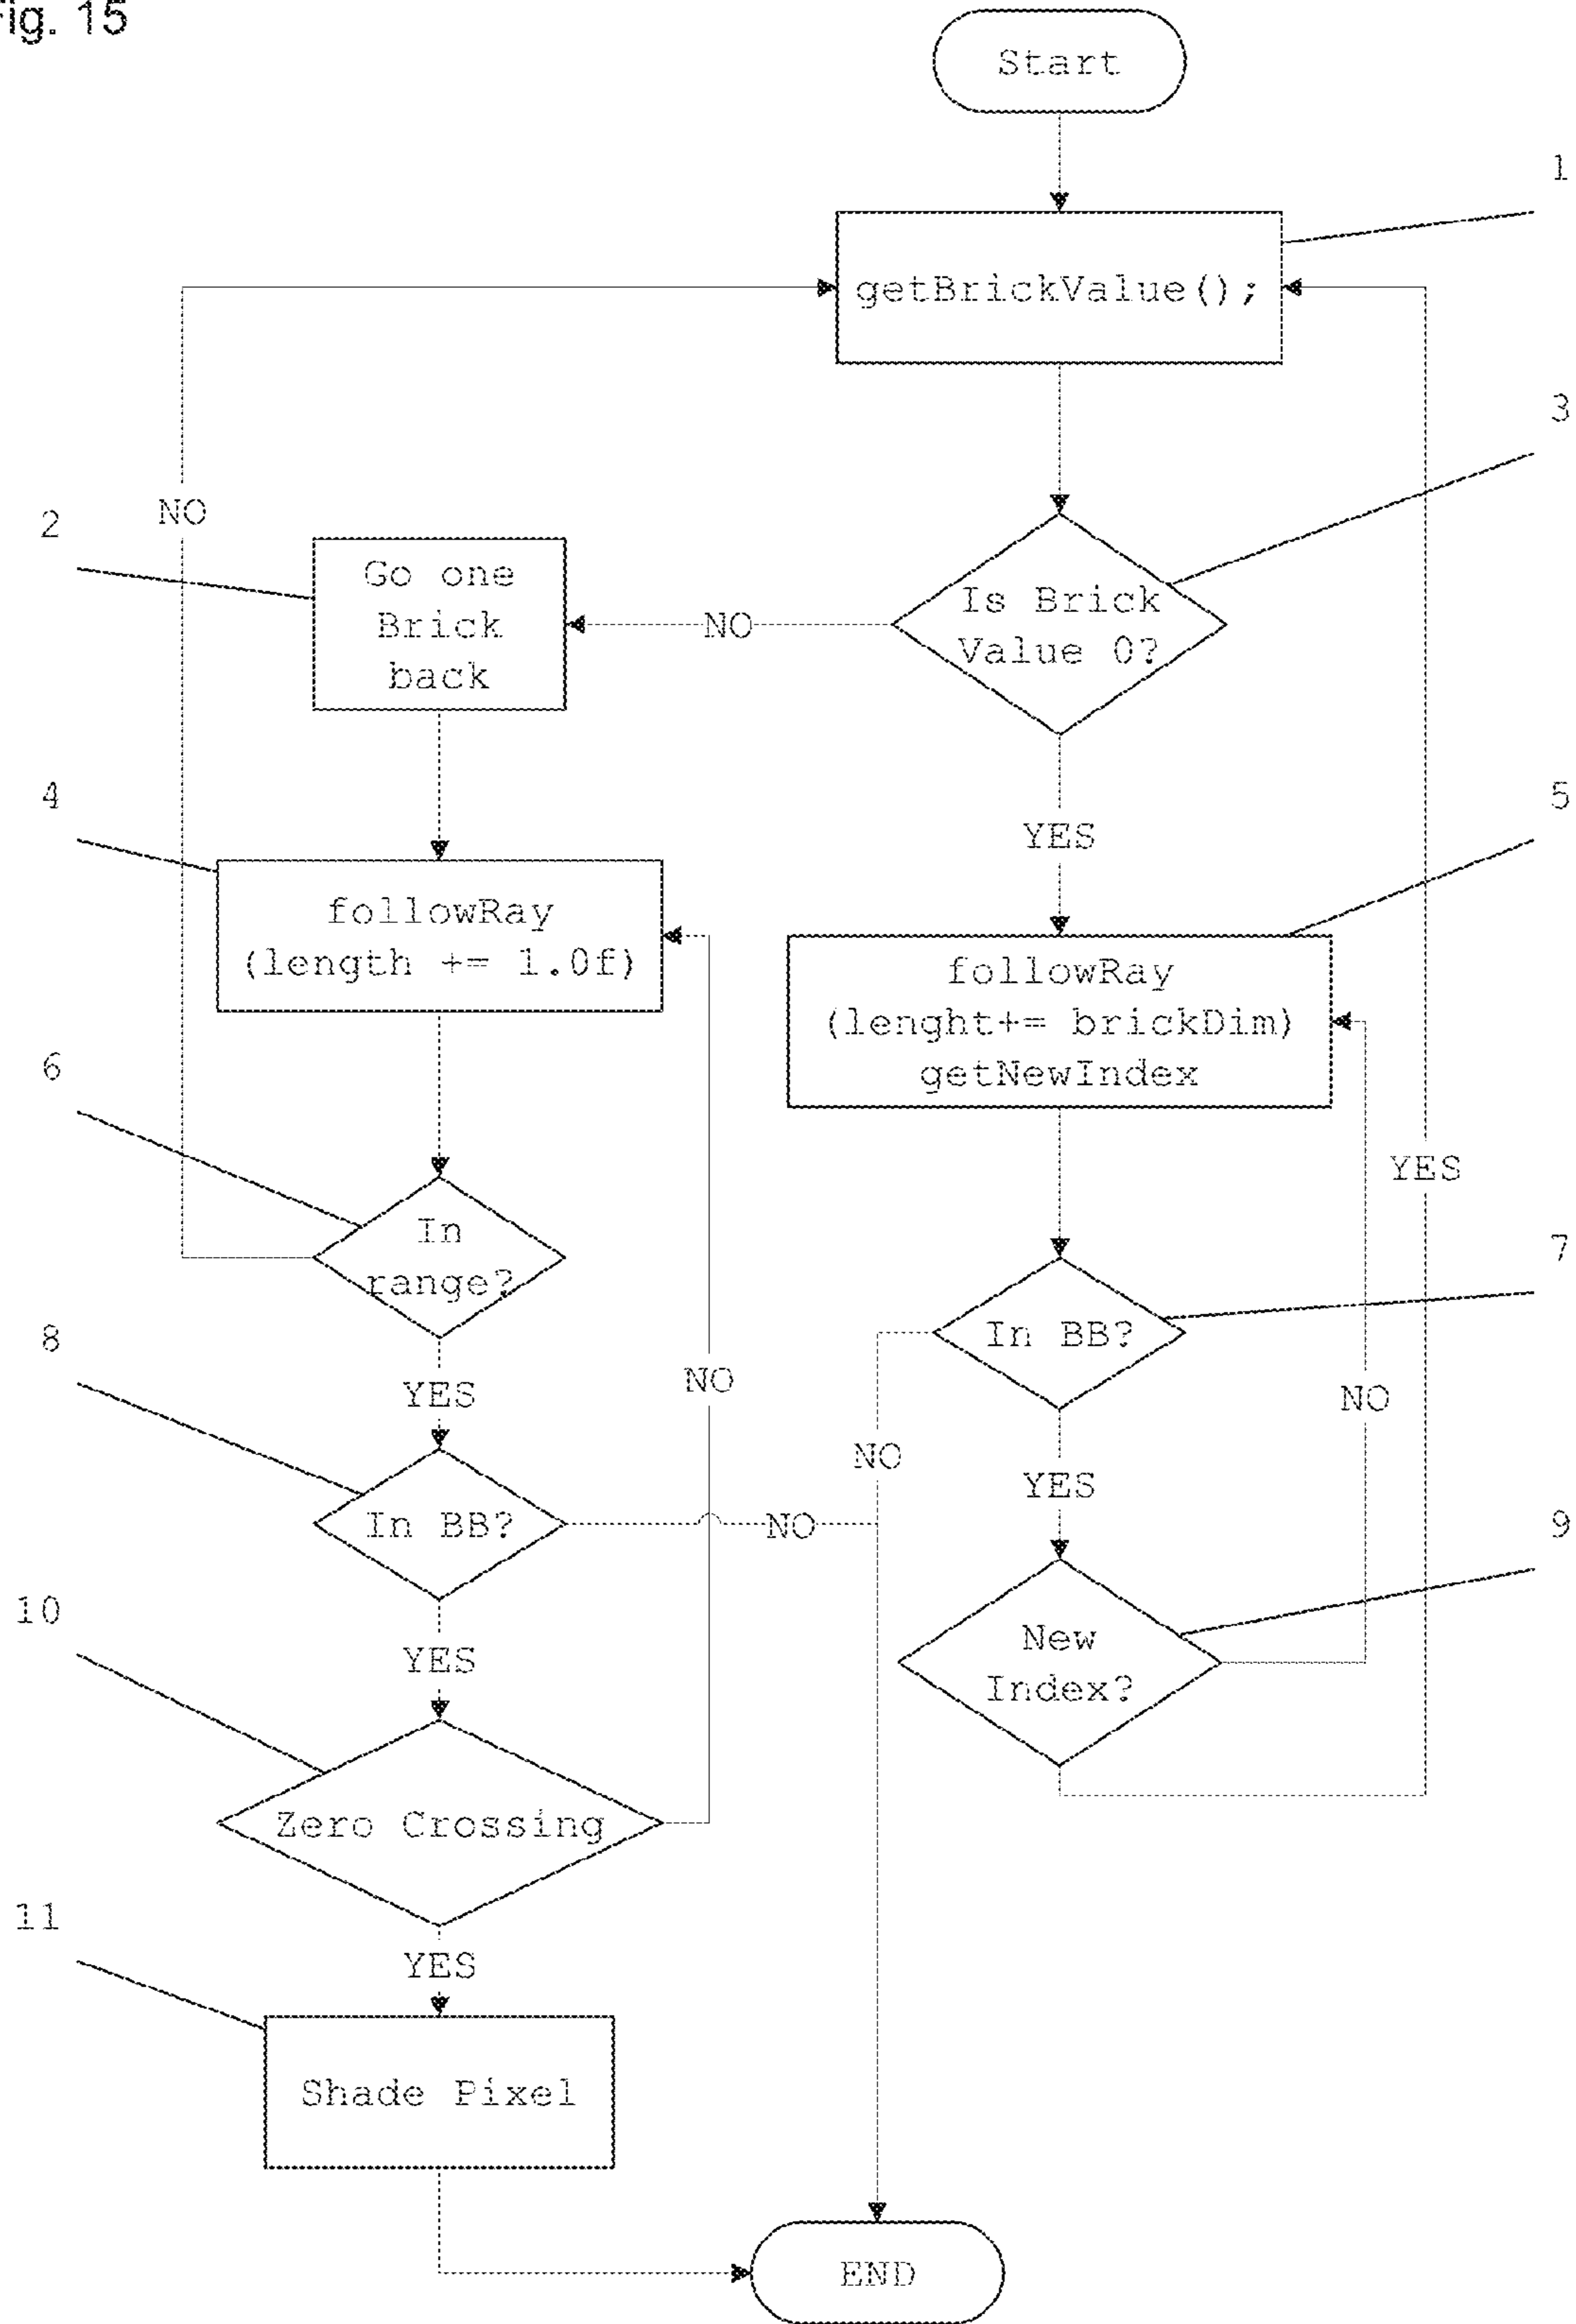 Fig. 15
Start
1
getBrickValue();
3
NO
2
Go one
Brick
back
NO
Is Brick
Value 0?
4
YES
5
followRay
(length += 1.0f)
followRay
(lenght+= brickDim)
getNewIndex
6
YES
In
range?
7
In BB?
8
YES
NO
NO
NO
YES
In BB?
NO
9
10
YES
New
Index?
Zero Crossing
11
YES
Shade Pixel
END